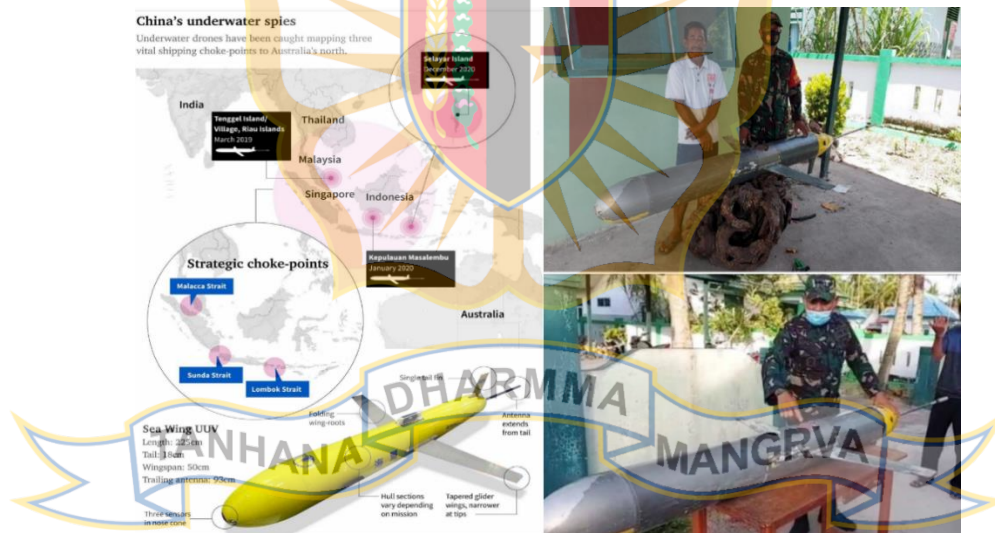 China's underwater spies
Underwater drones have been caught mapping three
vital shipping choke-points to Australia's north.
Selayar Island
December 2020
India
Tenggel Island/
Village, Riau Islands
March 2019
Thailand
Malaysia
Singapore
Indonesia
Kepulauan Masalembu
January 2020
Strategic choke-points
Malacca Strait
Sunda Strait
Lombok Strait
Australia
Single tail fin
Antenna
extends
from tail
Folding
wing-roots
Sea Wing UUV
Length: 225cm
Tail: 18cm
Wingspan: 50cm
Trailing antenna: 93cm
Hull sections
vary depending
on mission
Tapered glider
wings, narrower
at tips
Three sensors
in nose cone
TANHANA DHARMMA MANGRVA